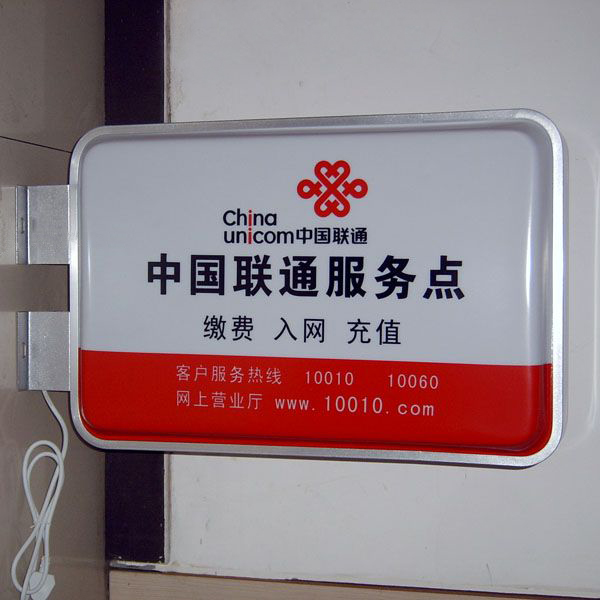 China
unicom中国联通
中国联通服务点
缴费 入网 充值
客户服务热线 10010 10060
网上营业厅 www.10010.com